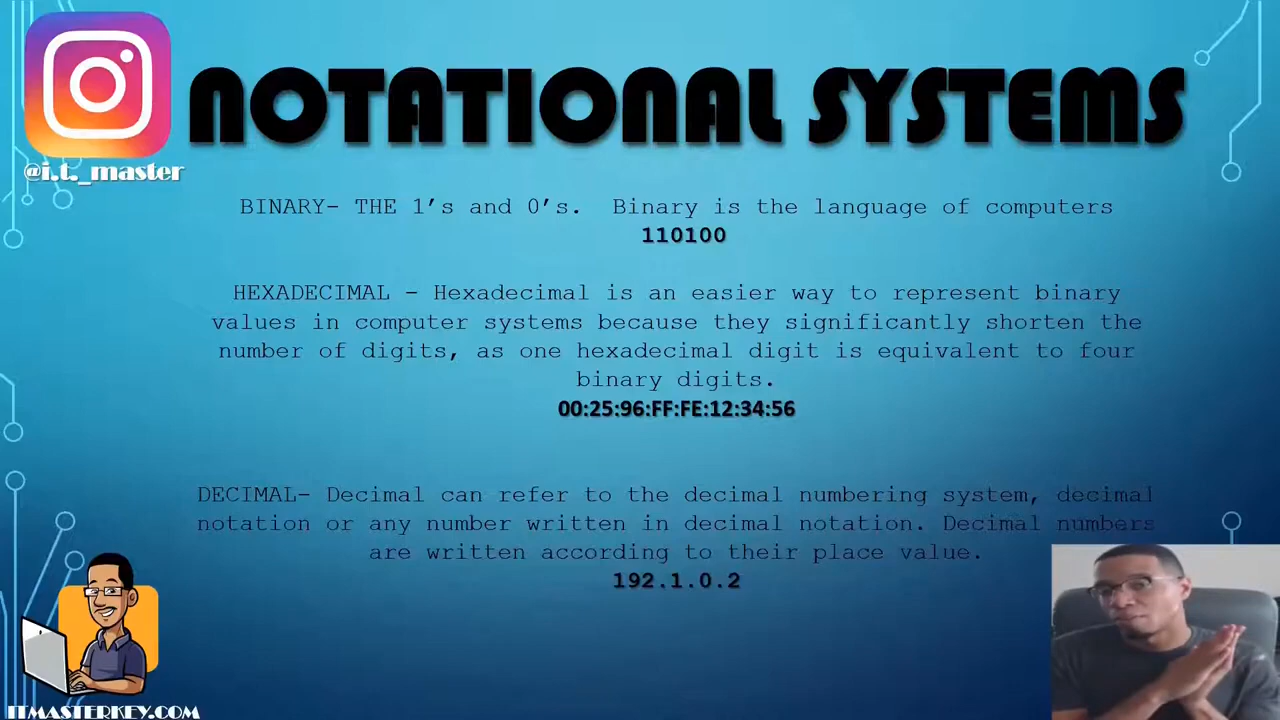 NOTATIONAL SYSTEMS
@i.t._master
BINARY- THE 1’s and 0’s.  Binary is the language of computers
110100
HEXADECIMAL – Hexadecimal is an easier way to represent binary
values in computer systems because they significantly shorten the
number of digits, as one hexadecimal digit is equivalent to four
binary digits.
00:25:96:FF:FE:12:34:56
DECIMAL- Decimal can refer to the decimal numbering system, decimal
notation or any number written in decimal notation. Decimal numbers
are written according to their place value.
192.1.0.2
ITMASTERKEY.COM